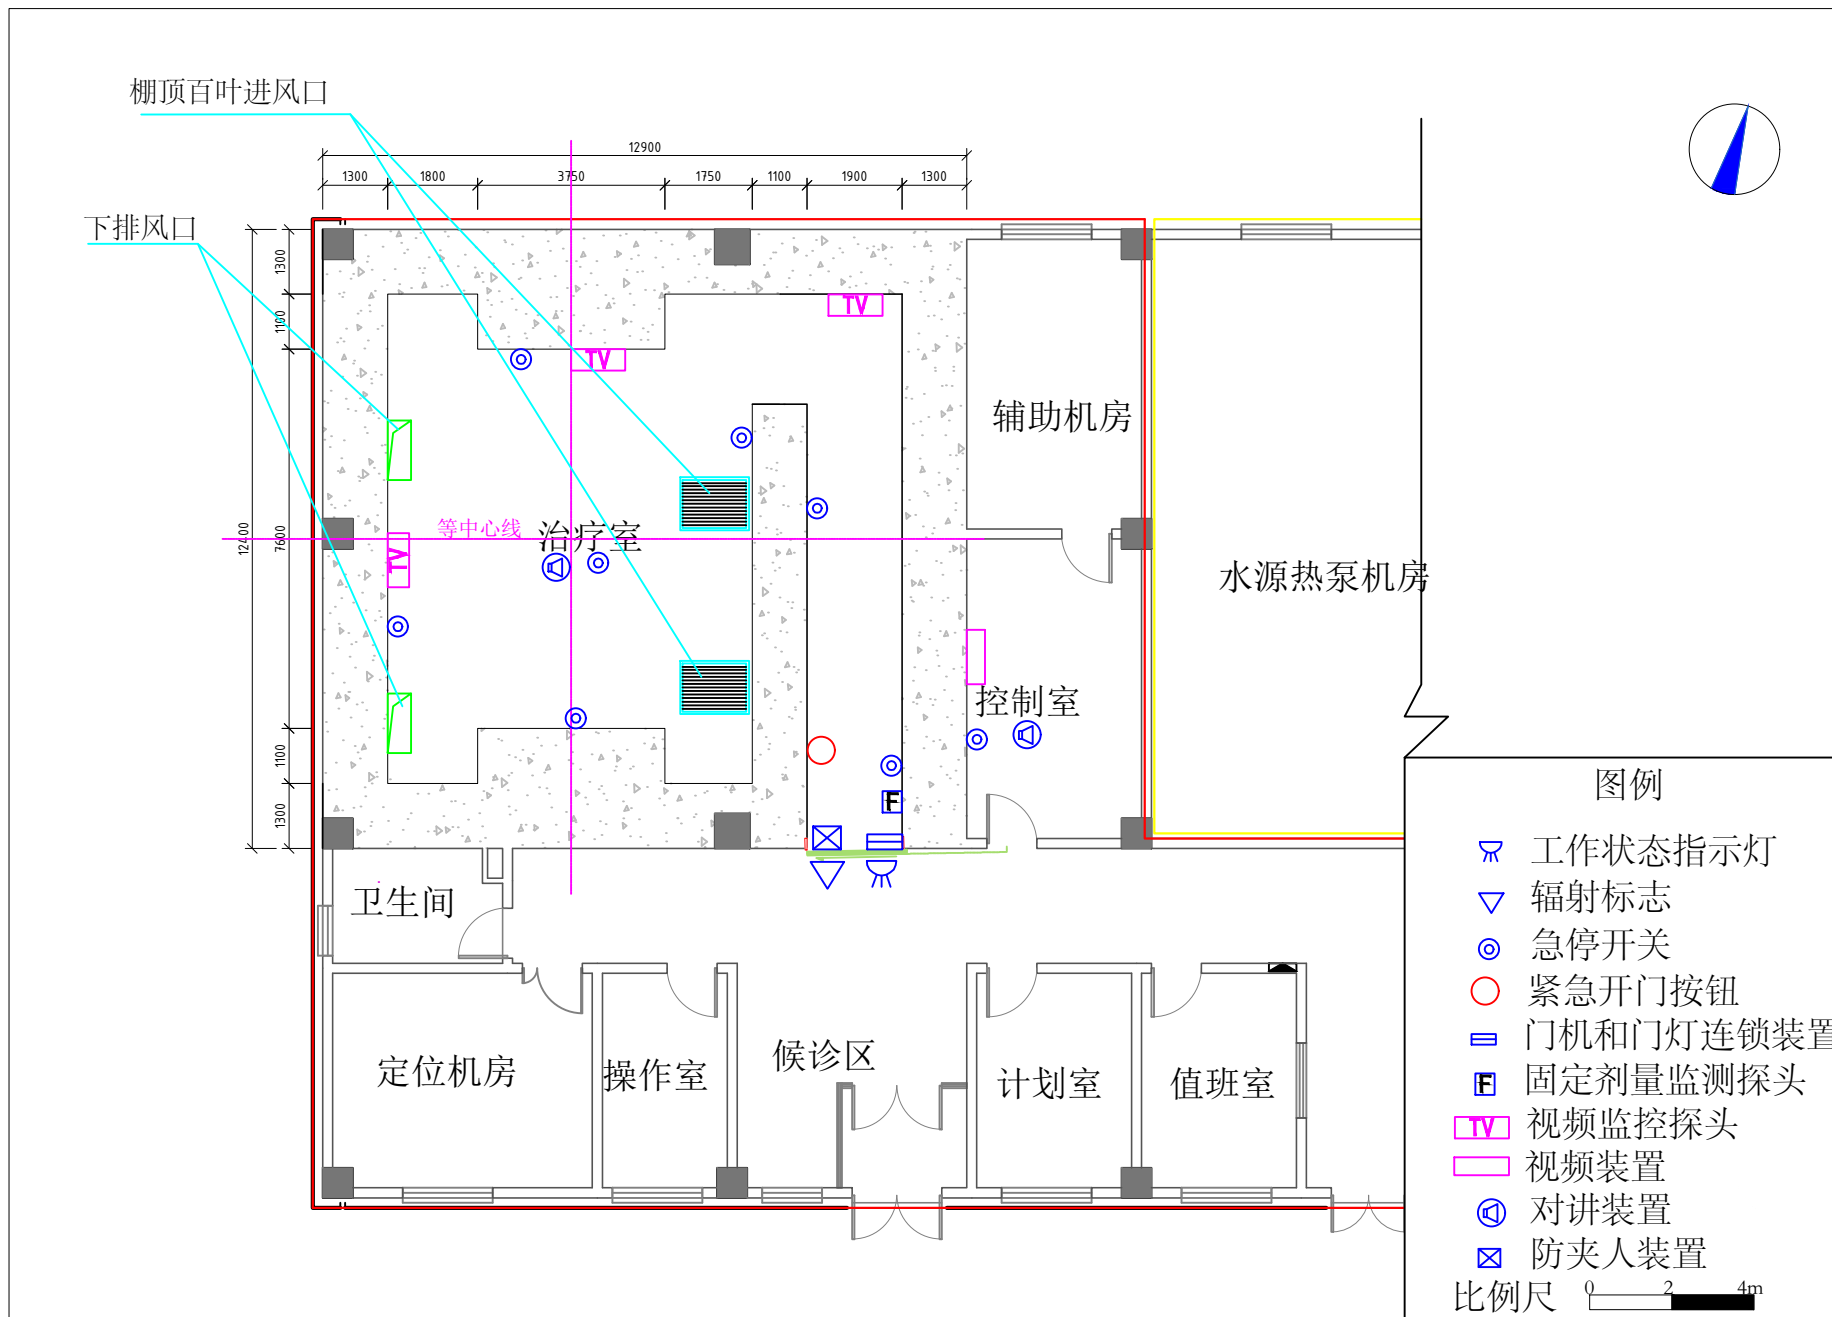 棚顶百叶进风口
12900
1300
1800
3750
1750
1100
1900
1300
下排风口
12400
1300
1100
7600
1100
1300
TV
TV
TV
辅助机房
等中心线
治疗室
水源热泵机房
控制室
F
卫生间
定位机房
操作室
候诊区
计划室
值班室
图例
工作状态指示灯
辐射标志
急停开关
紧急开门按钮
门机和门灯连锁装置
F 固定剂量监测探头
TV 视频监控探头
视频装置
对讲装置
防夹人装置
比例尺 0 2 4m